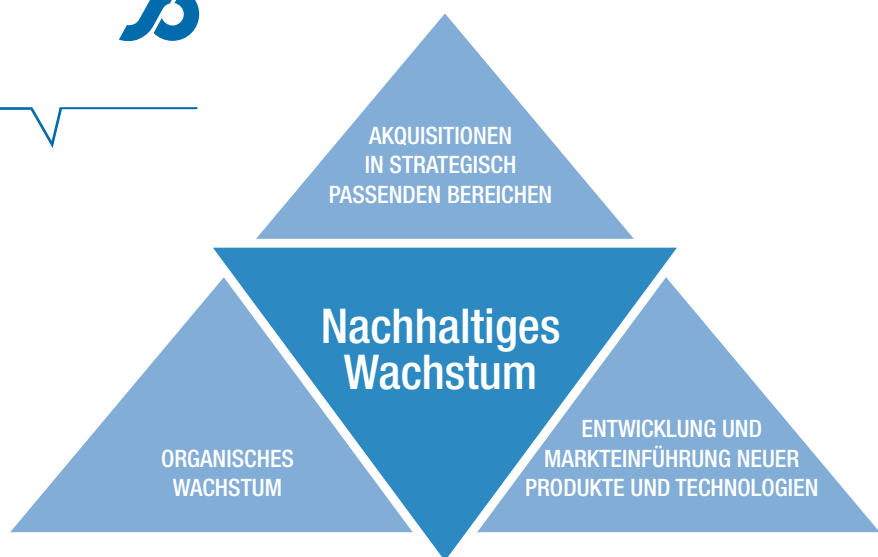 AKQUISITIONEN
IN STRATEGISCH
PASSENDEN BEREICHEN
Nachhaltiges
Wachstum
ORGANISCHES
WACHSTUM
ENTWICKLUNG UND
MARKTEINFÜHRUNG NEUER
PRODUKTE UND TECHNOLOGIEN